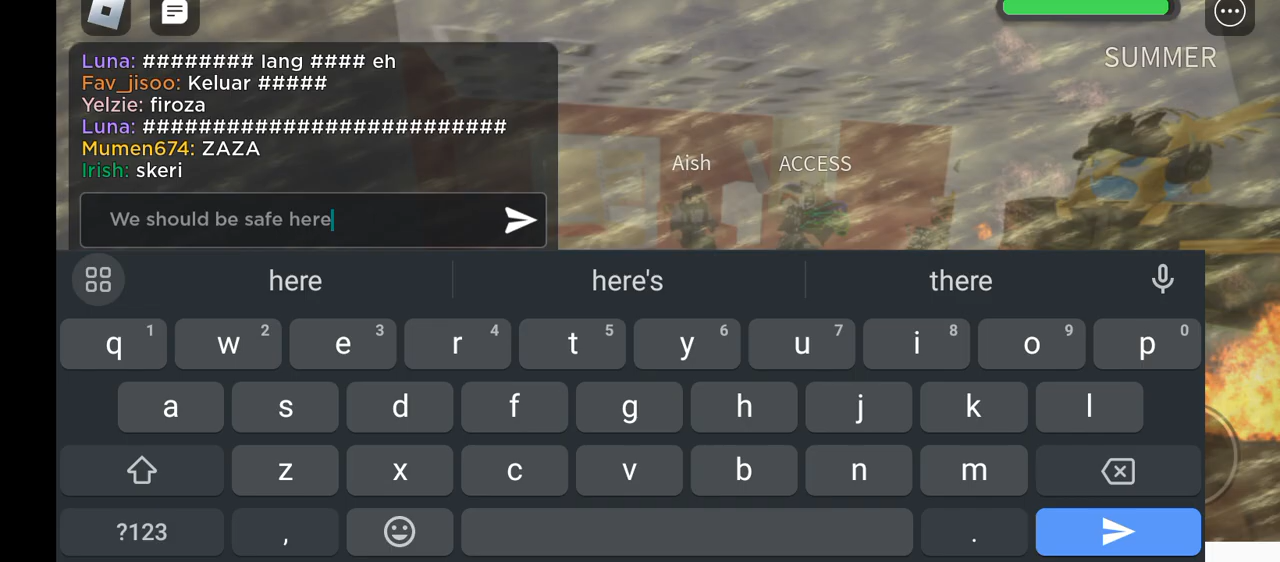 SUMMER
Luna: ######## lang #### eh
Fav_jisoo: Keluar #####
Yelzie: firoza
Luna: ##########################
Mumen674: ZAZA
Irish: skeri
Aish
ACCESS
We should be safe here
here here's there
q 1 w 2 e 3 r 4 t 5 y 6 u 7 i 8 o 9 p 0
a s d f g h j k l
z x c v b n m
?123 , .